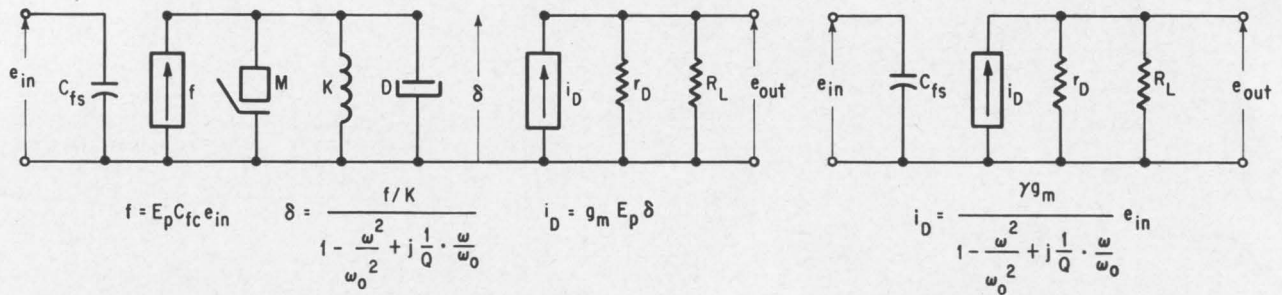 e_in C_fs f M K D δ i_D r_D R_L e_out
e_in C_fs i_D r_D R_L e_out
f = E_p C_fc e_in
δ = (f/K) / (1 - ω²/ω_o² + j 1/Q · ω/ω_o)
i_D = g_m E_p δ
i_D = γg_m / (1 - ω²/ω_o² + j 1/Q · ω/ω_o) e_in